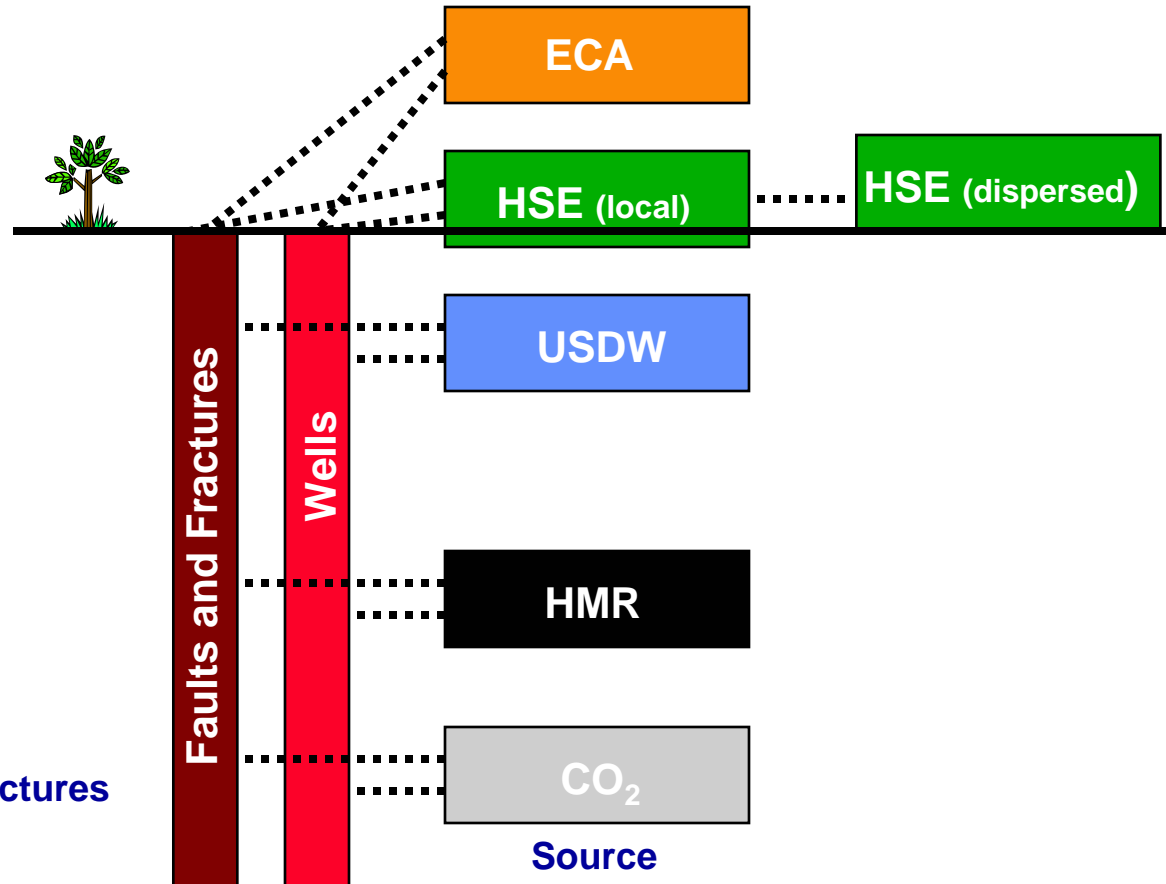 ECA
HSE (local)
HSE (dispersed)
USDW
Faults and Fractures
Wells
HMR
CO₂
ctures
Source